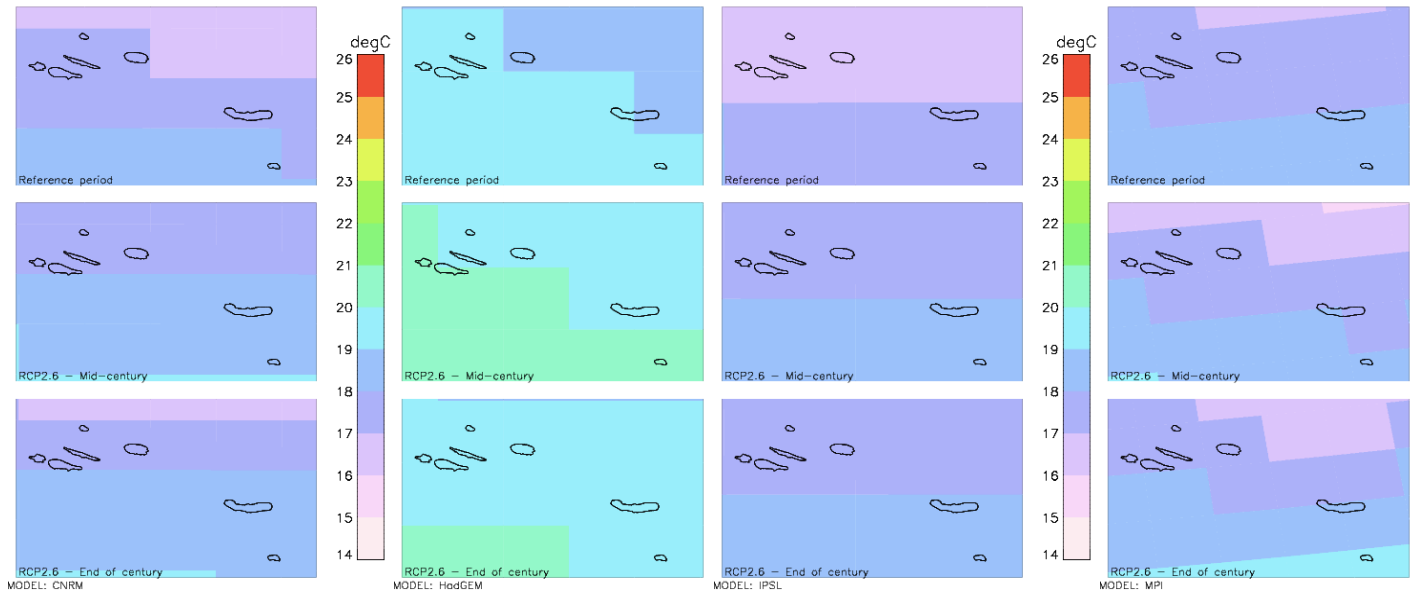 degC
degC
26
25
24
23
22
21
20
19
18
17
16
15
14
26
25
24
23
22
21
20
19
18
17
16
15
14
Reference period
Reference period
Reference period
Reference period
RCP2.6 - Mid-century
RCP2.6 - Mid-century
RCP2.6 - Mid-century
RCP2.6 - Mid-century
RCP2.6 - End of century
RCP2.6 - End of century
RCP2.6 - End of century
RCP2.6 - End of century
MODEL: CNRM
MODEL: HadGEM
MODEL: IPSL
MODEL: MPI